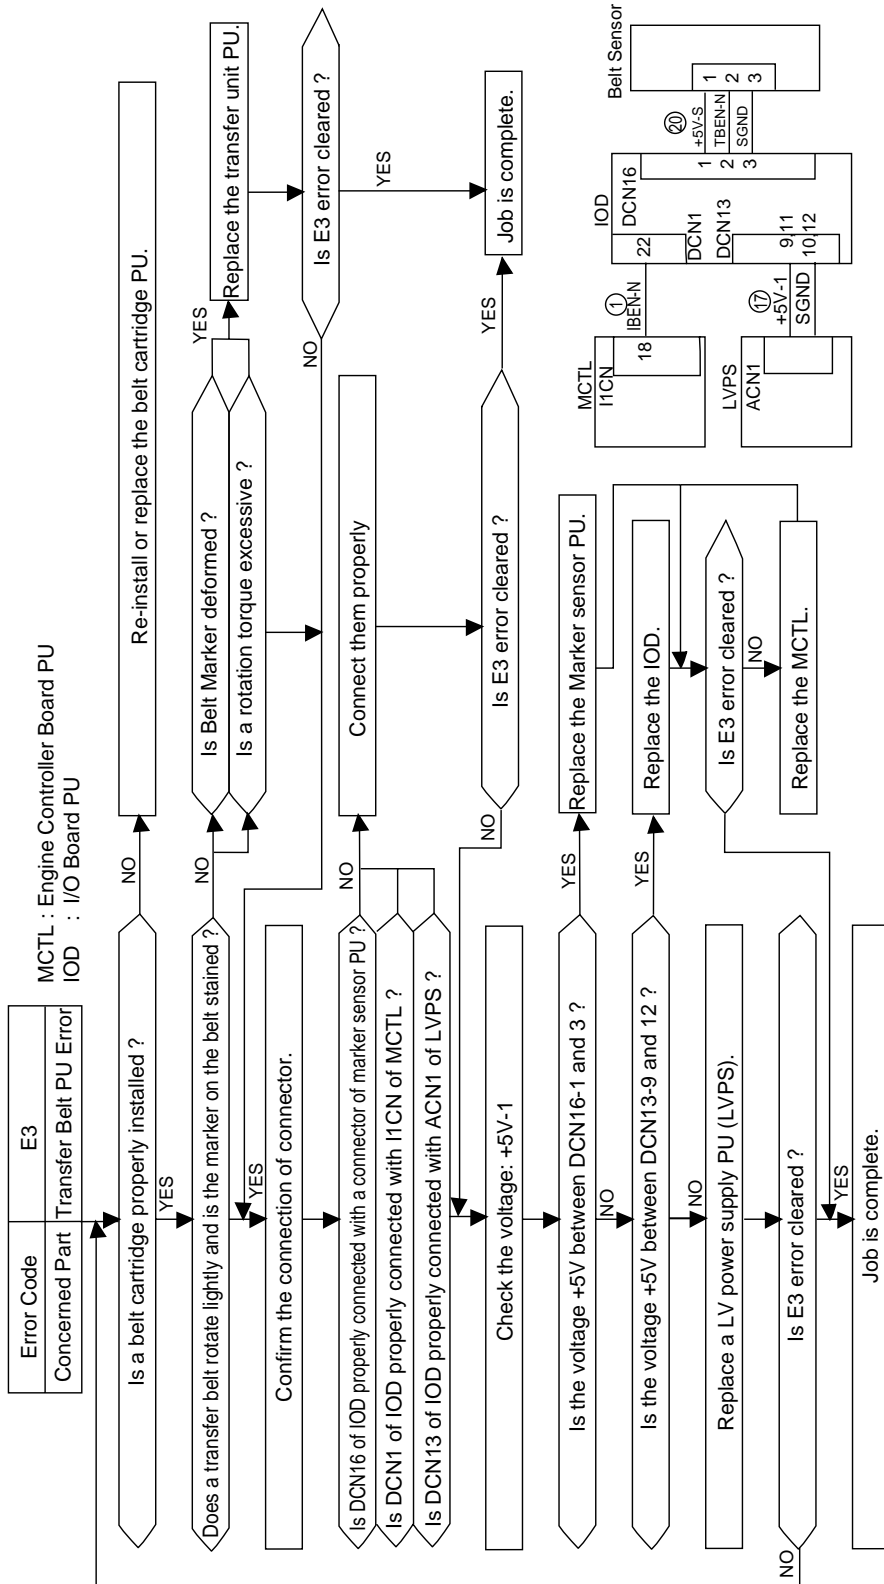 Error Code E3
Concerned Part Transfer Belt PU Error
MCTL : Engine Controller Board PU
IOD : I/O Board PU
Is a belt cartridge properly installed ?
NO
Re-install or replace the belt cartridge PU.
YES
Does a transfer belt rotate lightly and is the marker on the belt stained ?
NO
Is Belt Marker deformed ?
Is a rotation torque excessive ?
YES
Replace the transfer unit PU.
NO
Is E3 error cleared ?
YES
YES
Confirm the connection of connector.
Is DCN16 of IOD properly connected with a connector of marker sensor PU ?
Is DCN1 of IOD properly connected with I1CN of MCTL ?
Is DCN13 of IOD properly connected with ACN1 of LVPS ?
NO
Connect them properly
Is E3 error cleared ?
NO
YES
Job is complete.
Check the voltage: +5V-1
Is the voltage +5V between DCN16-1 and 3 ?
YES
Replace the Marker sensor PU.
NO
Is the voltage +5V between DCN13-9 and 12 ?
YES
Replace the IOD.
NO
Replace a LV power supply PU (LVPS).
Is E3 error cleared ?
NO
Replace the MCTL.
Is E3 error cleared ?
NO
YES
Job is complete.
MCTL
I1CN
18
1
IBEN-N
22
DCN1
IOD
DCN16
1
2
3
20
+5V-S
TBEN-N
SGND
Belt Sensor
1
2
3
LVPS
ACN1
17
+5V-1
SGND
DCN13
9,11
10,12